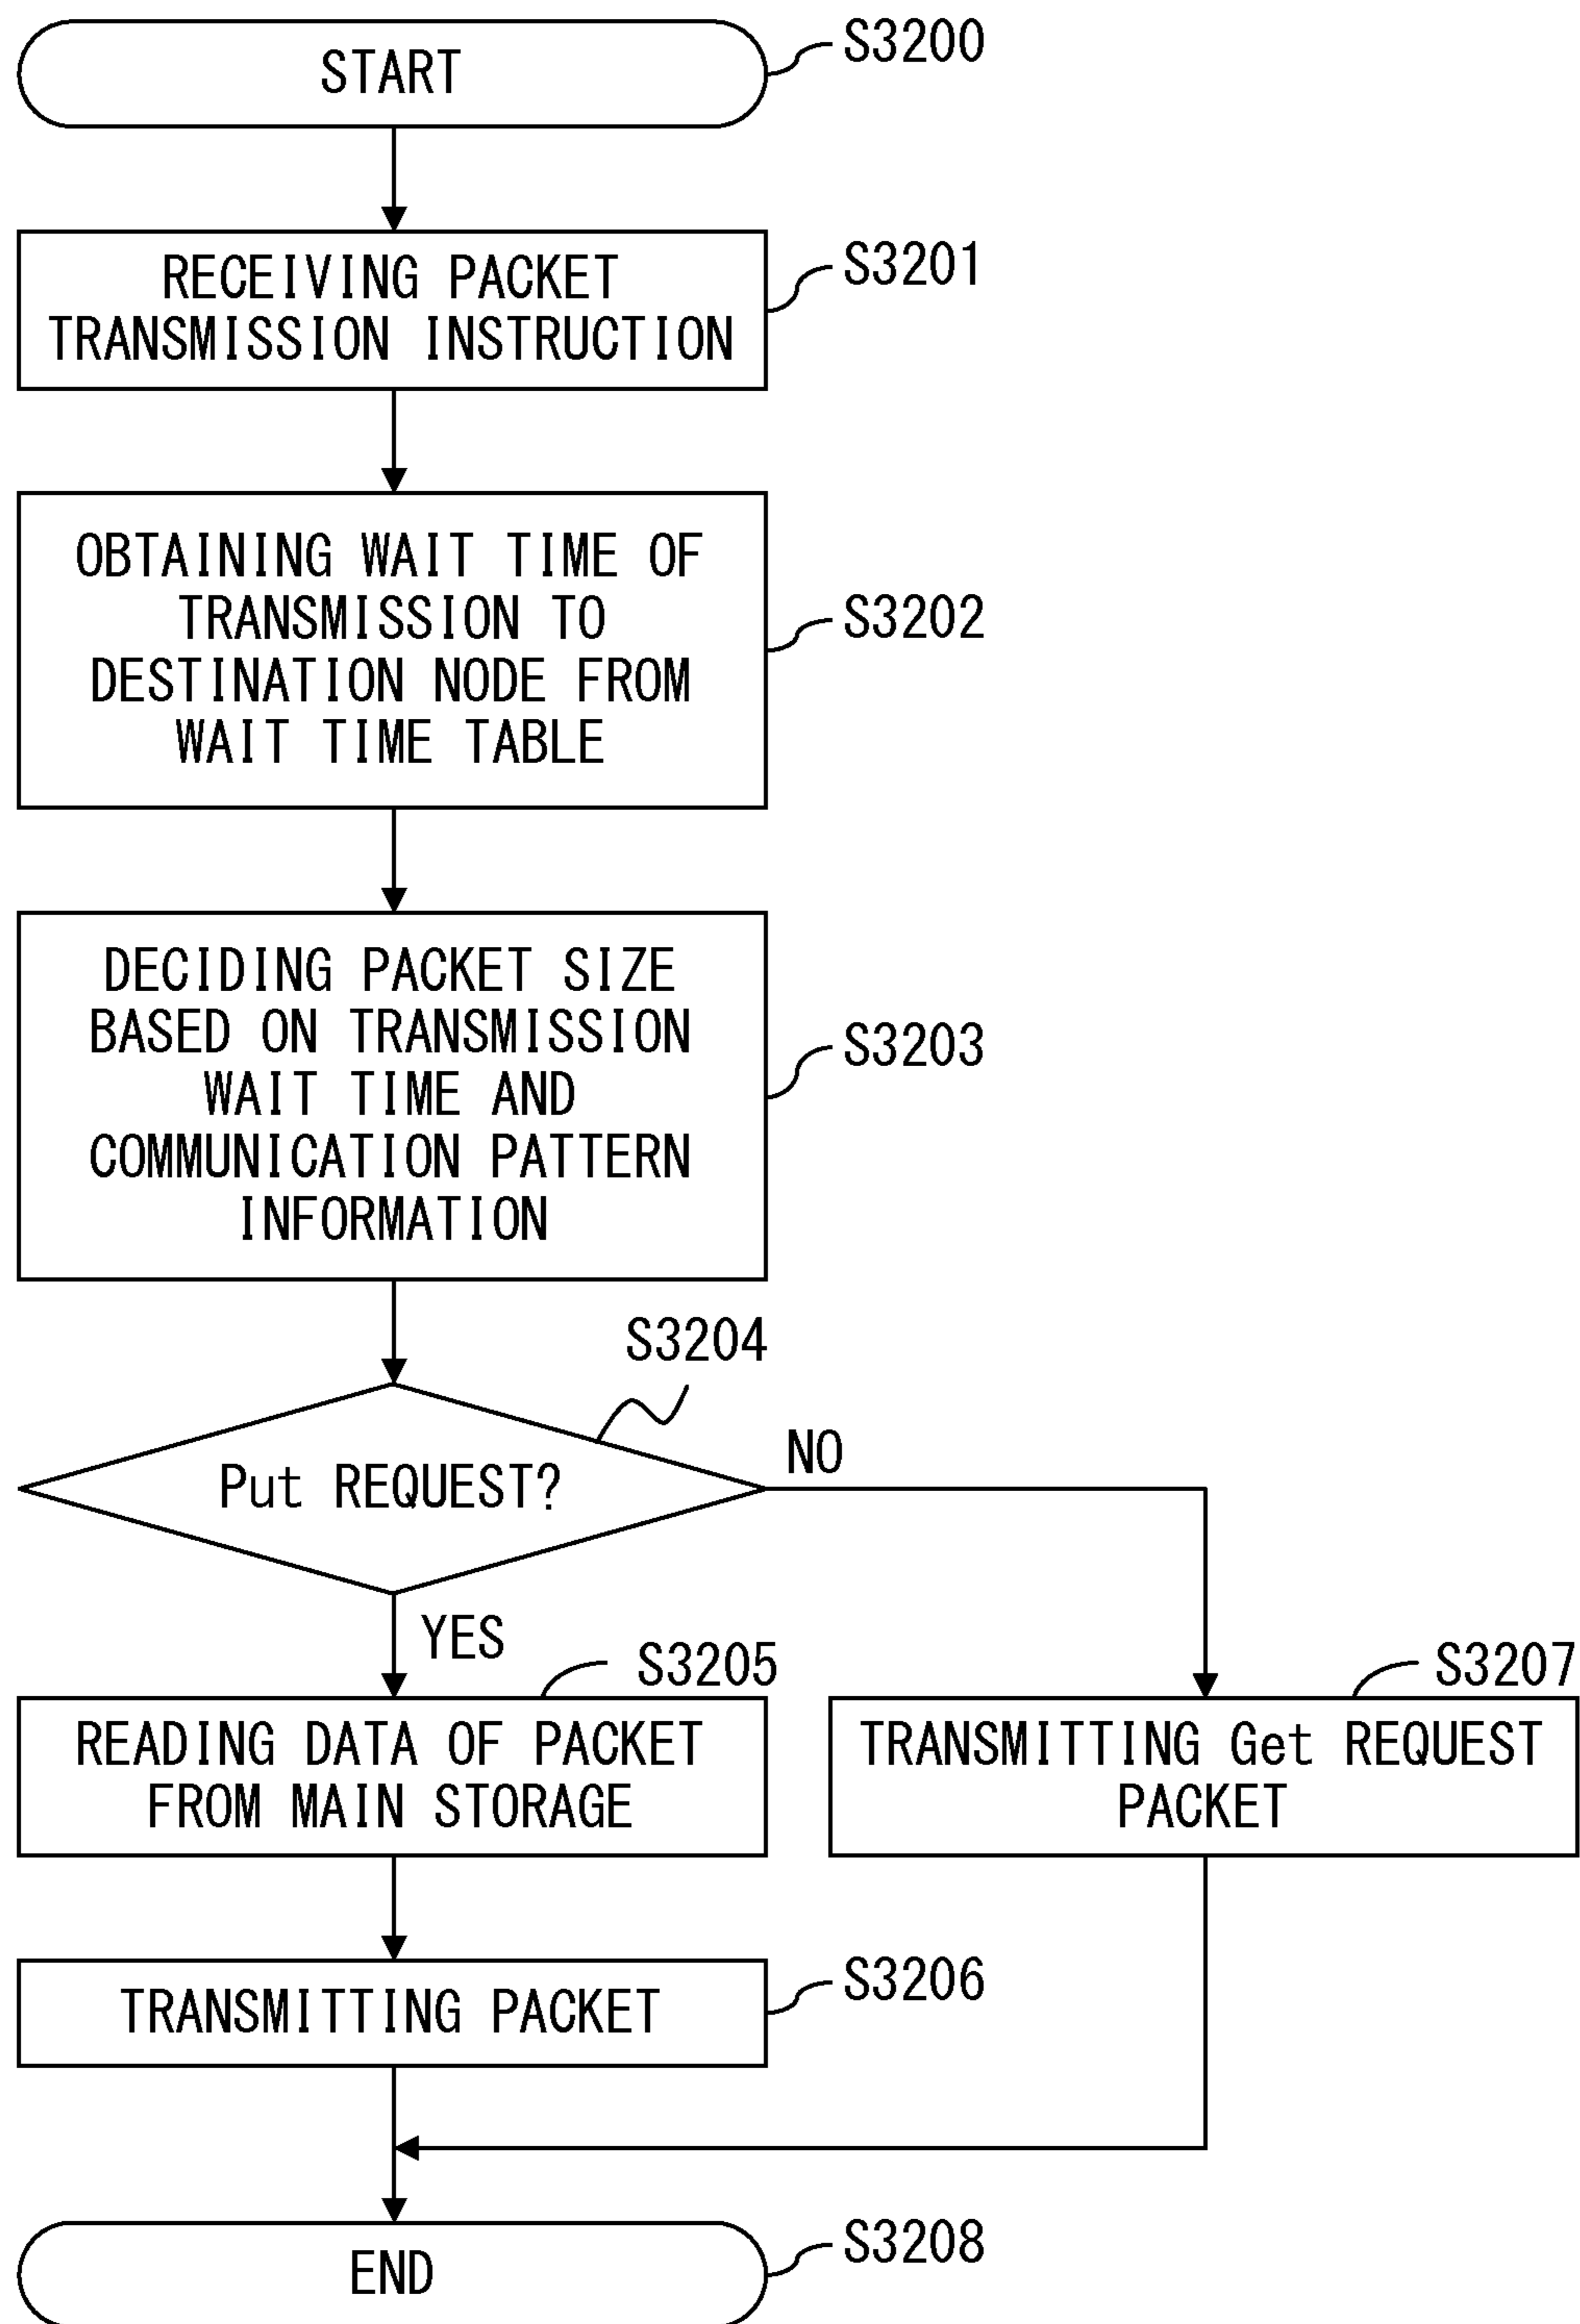 START
S3200
RECEIVING PACKET
TRANSMISSION INSTRUCTION
S3201
OBTAINING WAIT TIME OF
TRANSMISSION TO
DESTINATION NODE FROM
WAIT TIME TABLE
S3202
DECIDING PACKET SIZE
BASED ON TRANSMISSION
WAIT TIME AND
COMMUNICATION PATTERN
INFORMATION
S3203
S3204
Put REQUEST?
NO
YES
S3205
READING DATA OF PACKET
FROM MAIN STORAGE
S3207
TRANSMITTING Get REQUEST
PACKET
TRANSMITTING PACKET
S3206
END
S3208